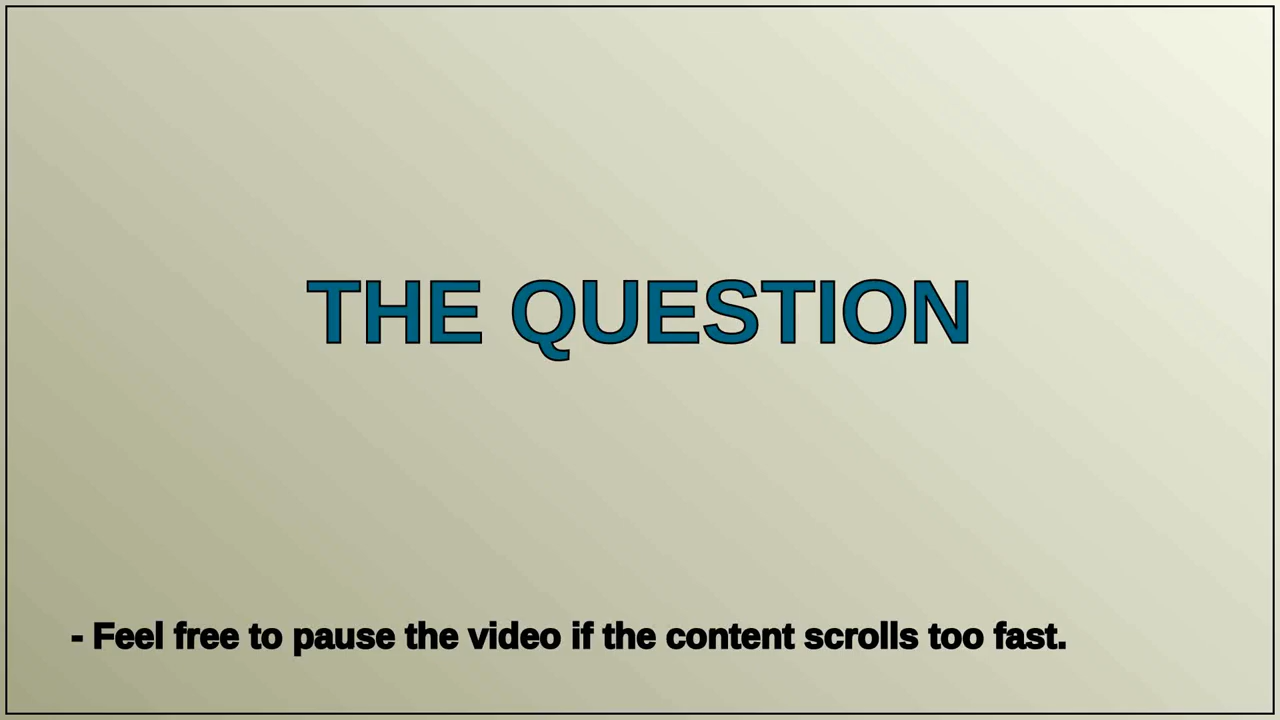 THE QUESTION
- Feel free to pause the video if the content scrolls too fast.